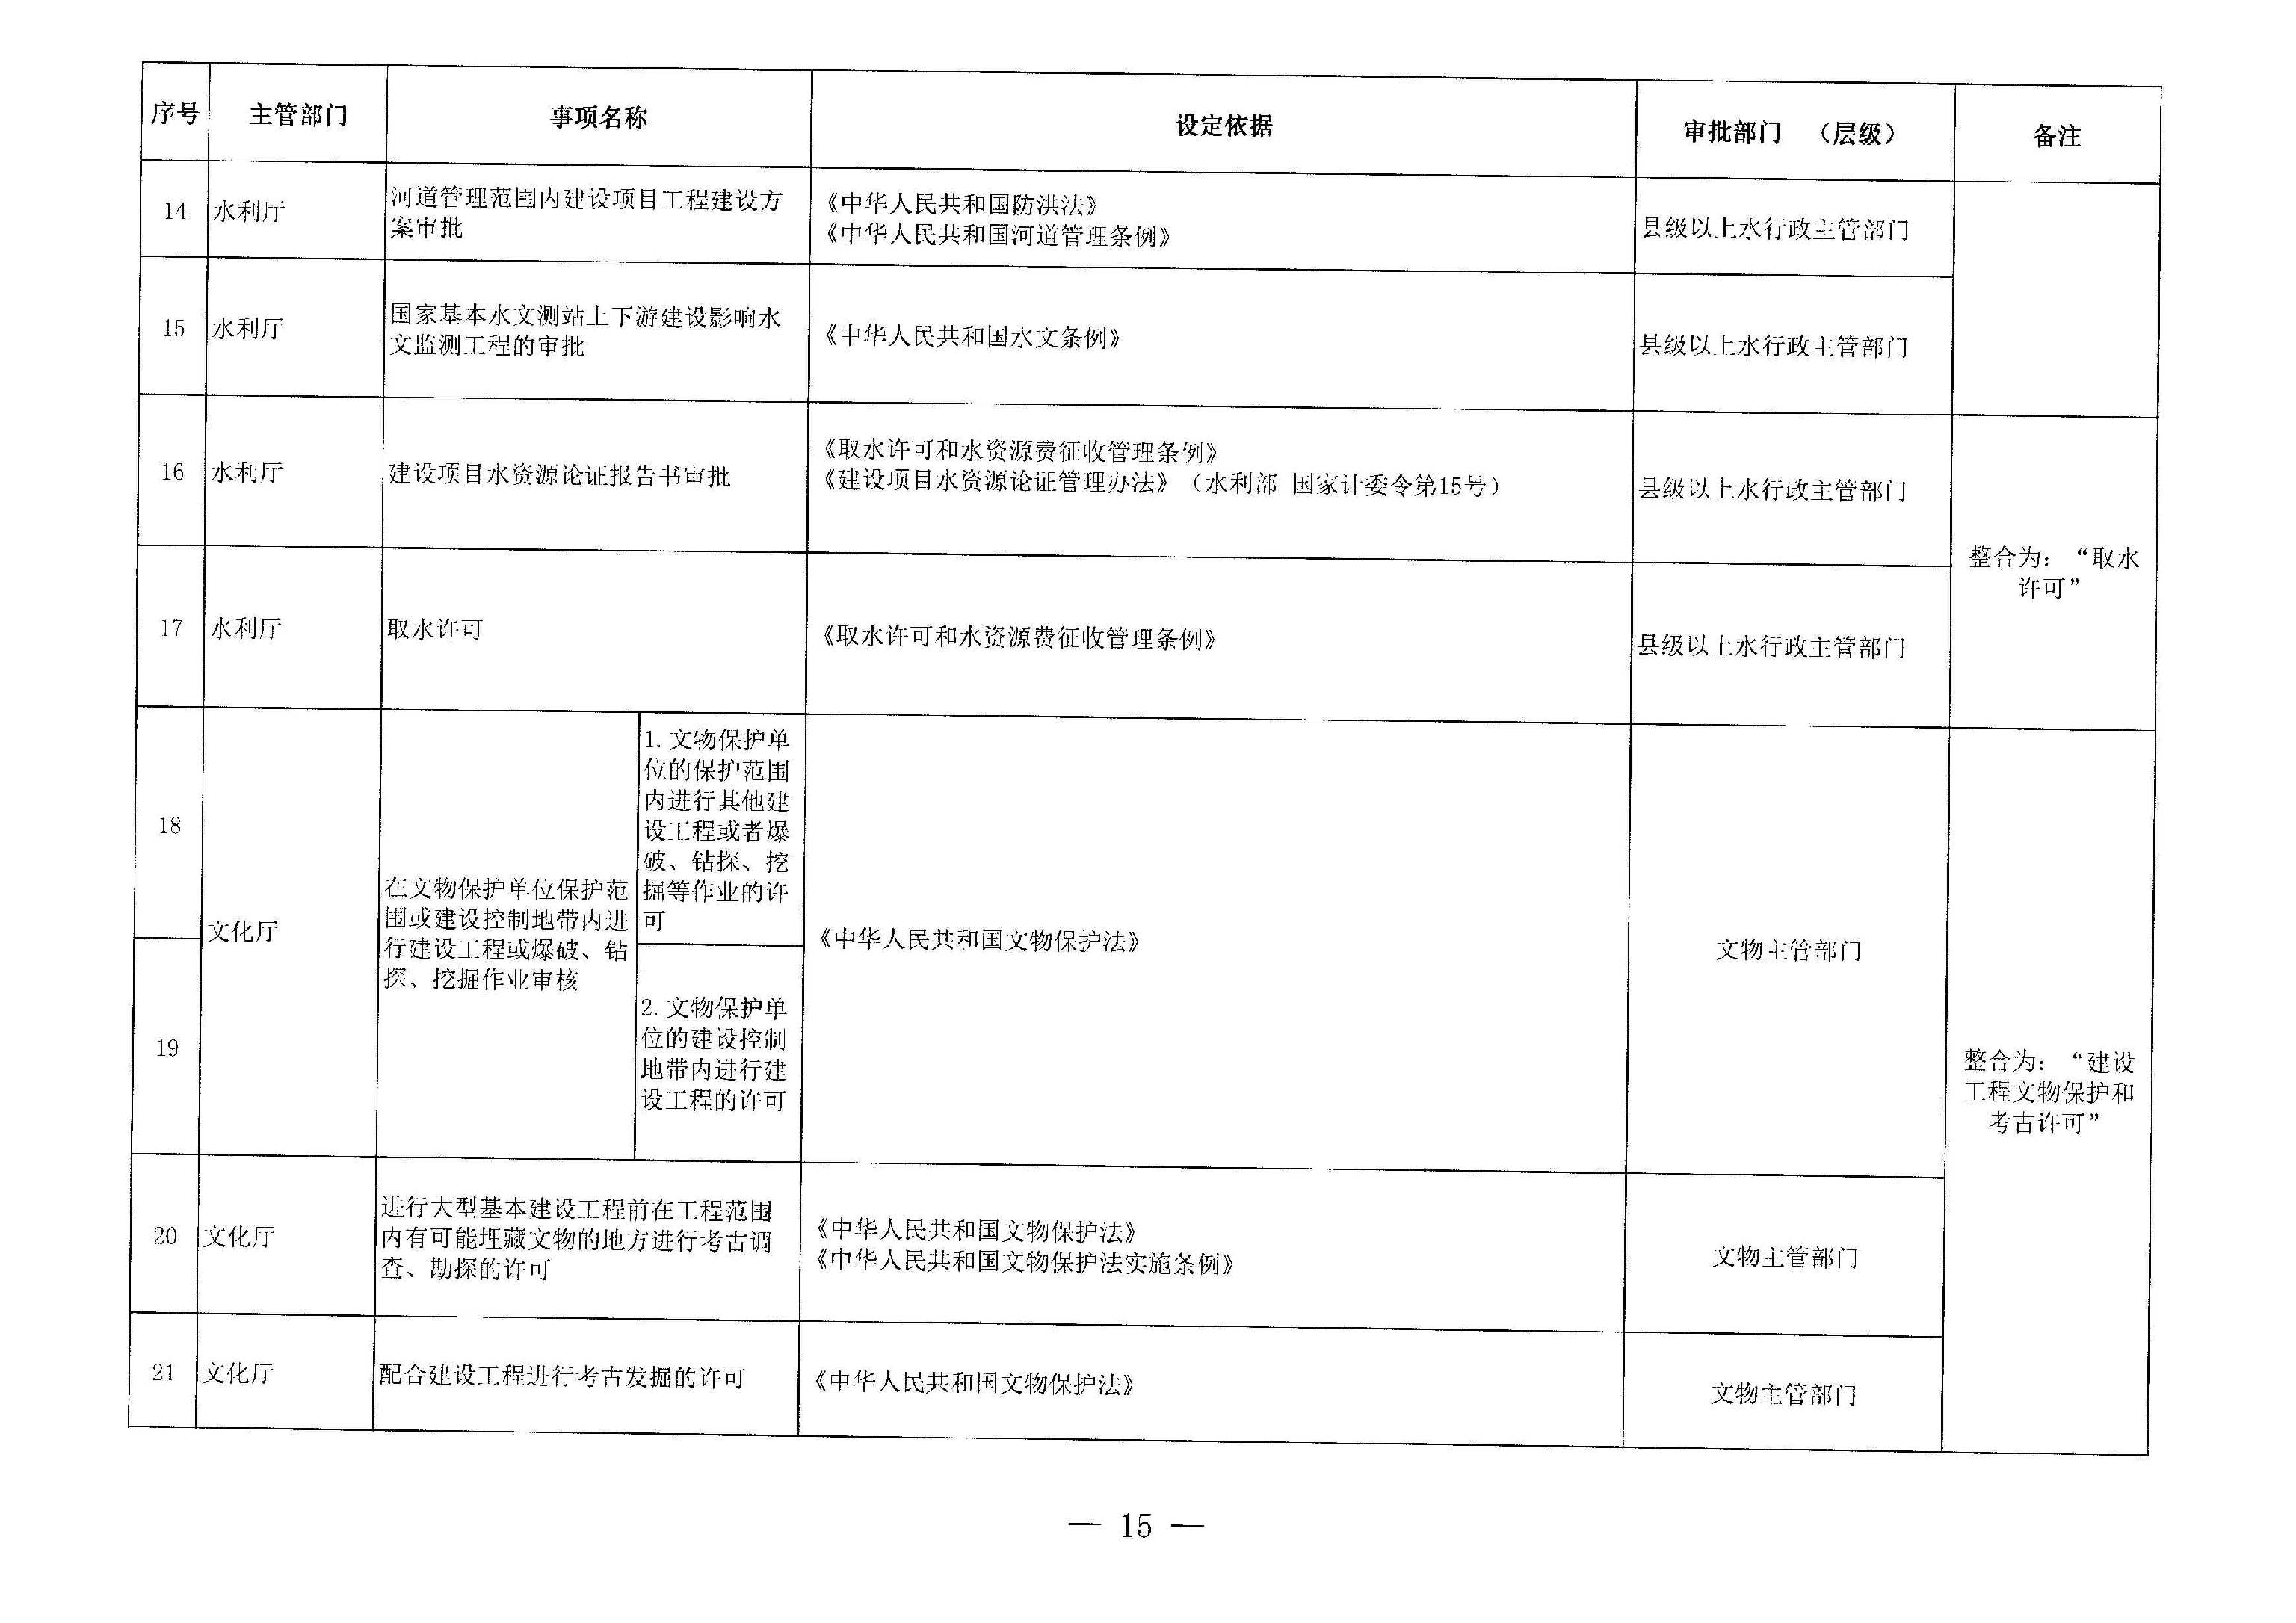 序号
主管部门
事项名称
设定依据
审批部门 （层级）
备注
14
水利厅
河道管理范围内建设项目工程建设方
案审批
《中华人民共和国防洪法》
《中华人民共和国河道管理条例》
县级以上水行政主管部门
15
水利厅
国家基本水文测站上下游建设影响水
文监测工程的审批
《中华人民共和国水文条例》
县级以上水行政主管部门
16
水利厅
建设项目水资源论证报告书审批
《取水许可和水资源费征收管理条例》
《建设项目水资源论证管理办法》（水利部 国家计委令第15号）
县级以上水行政主管部门
整合为：“取水
许可”
17
水利厅
取水许可
《取水许可和水资源费征收管理条例》
县级以上水行政主管部门
18
19
文化厅
在文物保护单位保护范
围或建设控制地带内进
行建设工程或爆破、钻
探、挖掘作业审核
1.文物保护单
位的保护范围
内进行其他建
设工程或者爆
破、钻探、挖
掘等作业的许
可
2.文物保护单
位的建设控制
地带内进行建
设工程的许可
《中华人民共和国文物保护法》
文物主管部门
整合为：“建设
工程文物保护和
考古许可”
20
文化厅
进行大型基本建设工程前在工程范围
内有可能埋藏文物的地方进行考古调
查、勘探的许可
《中华人民共和国文物保护法》
《中华人民共和国文物保护法实施条例》
文物主管部门
21
文化厅
配合建设工程进行考古发掘的许可
《中华人民共和国文物保护法》
文物主管部门
— 15 —